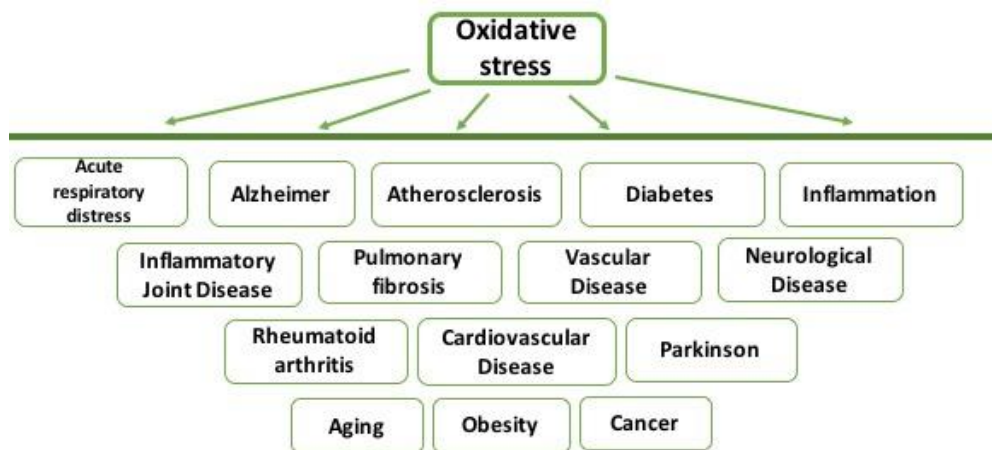 Oxidative
stress
Acute
respiratory
distress
Alzheimer
Atherosclerosis
Diabetes
Inflammation
Inflammatory
Joint Disease
Pulmonary
fibrosis
Vascular
Disease
Neurological
Disease
Rheumatoid
arthritis
Cardiovascular
Disease
Parkinson
Aging
Obesity
Cancer